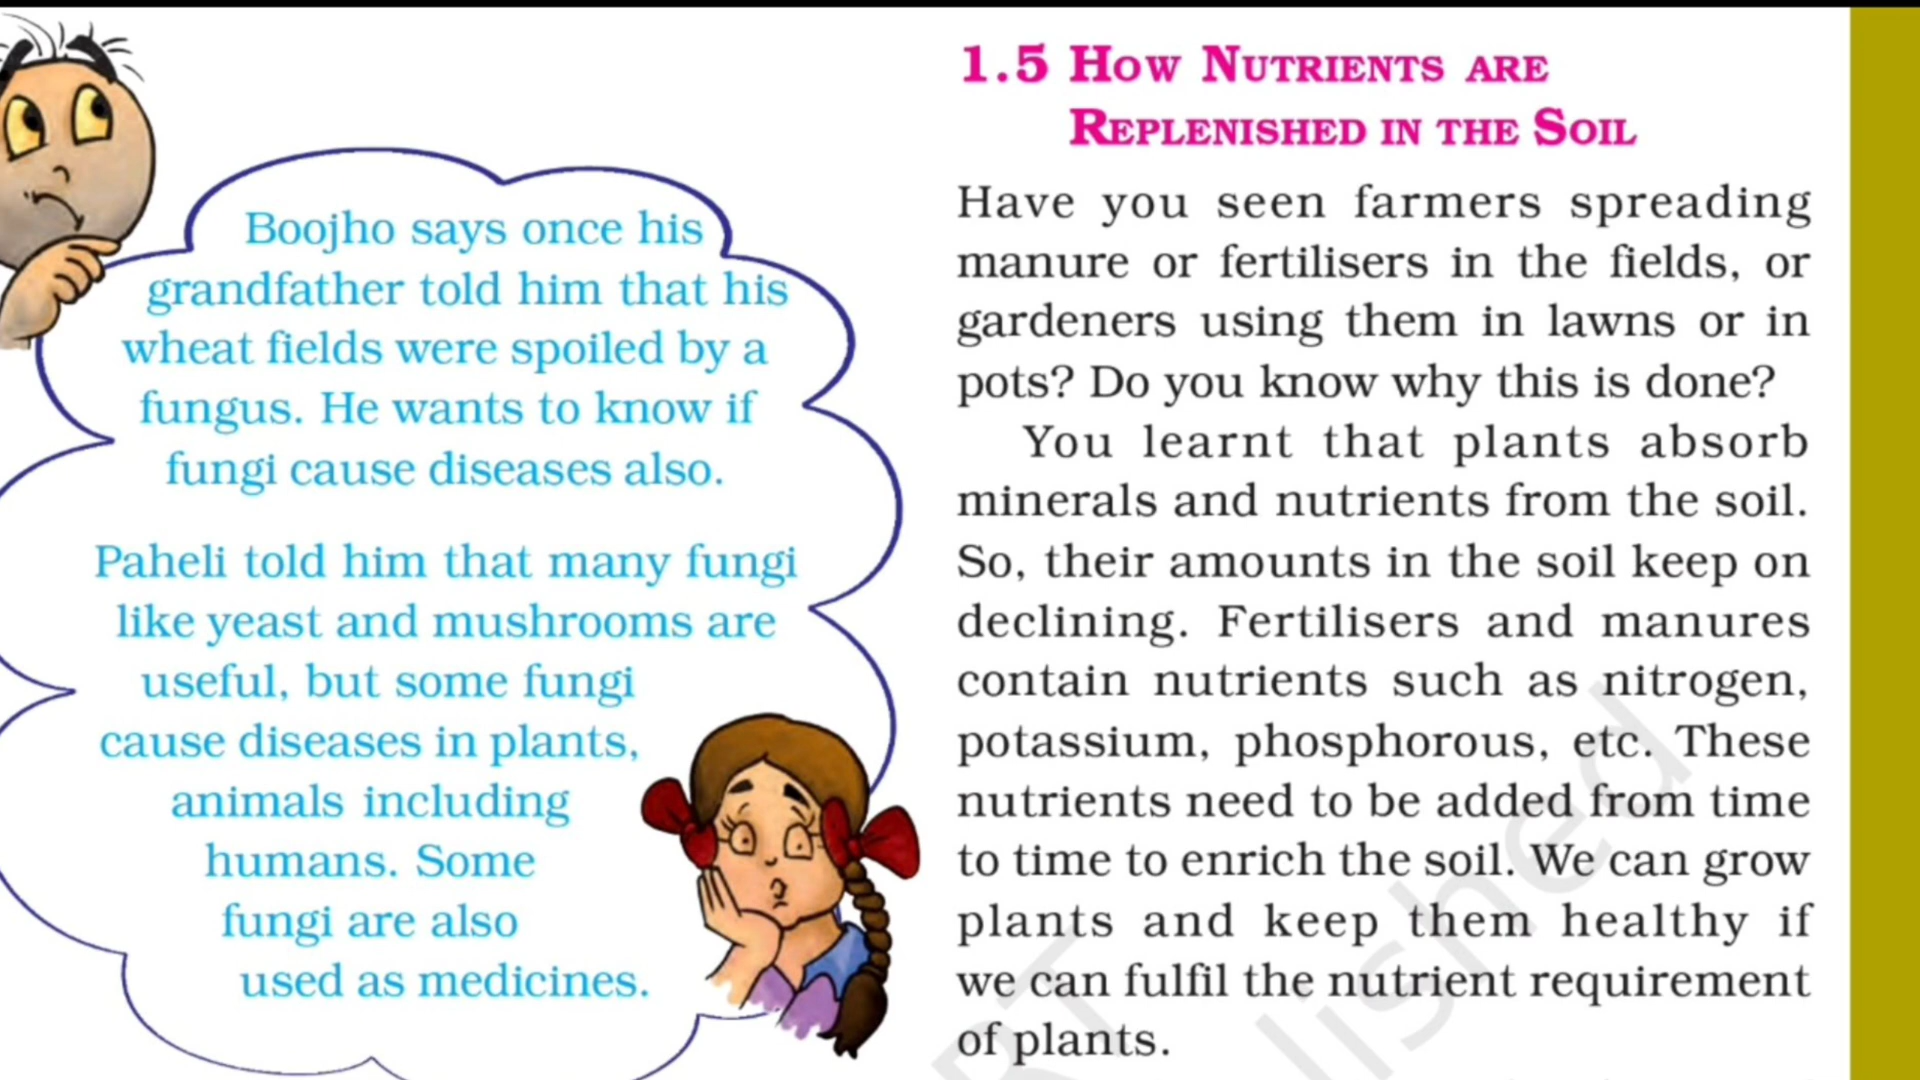 Boojho says once his
grandfather told him that his
wheat fields were spoiled by a
fungus. He wants to know if
fungi cause diseases also.
Paheli told him that many fungi
like yeast and mushrooms are
useful, but some fungi
cause diseases in plants,
animals including
humans. Some
fungi are also
used as medicines.
1.5 How Nutrients are
Replenished in the Soil
Have you seen farmers spreading
manure or fertilisers in the fields, or
gardeners using them in lawns or in
pots? Do you know why this is done?
You learnt that plants absorb
minerals and nutrients from the soil.
So, their amounts in the soil keep on
declining. Fertilisers and manures
contain nutrients such as nitrogen,
potassium, phosphorous, etc. These
nutrients need to be added from time
to time to enrich the soil. We can grow
plants and keep them healthy if
we can fulfil the nutrient requirement
of plants.